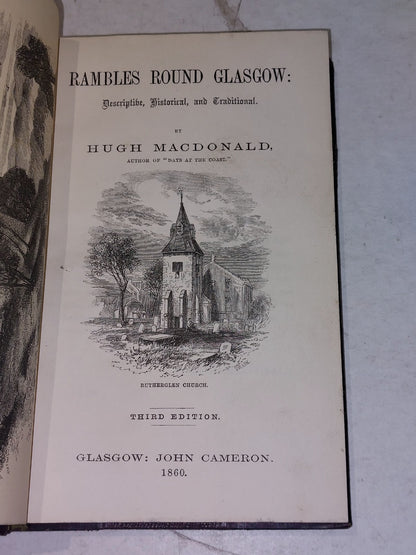 RAMBLES ROUND GLASGOW:
Descriptive, Historical, and Traditional.
BY
HUGH MACDONALD,
AUTHOR OF "DAYS AT THE COAST."
RUTHERGLEN CHURCH.
THIRD EDITION.
GLASGOW: JOHN CAMERON.
1860.